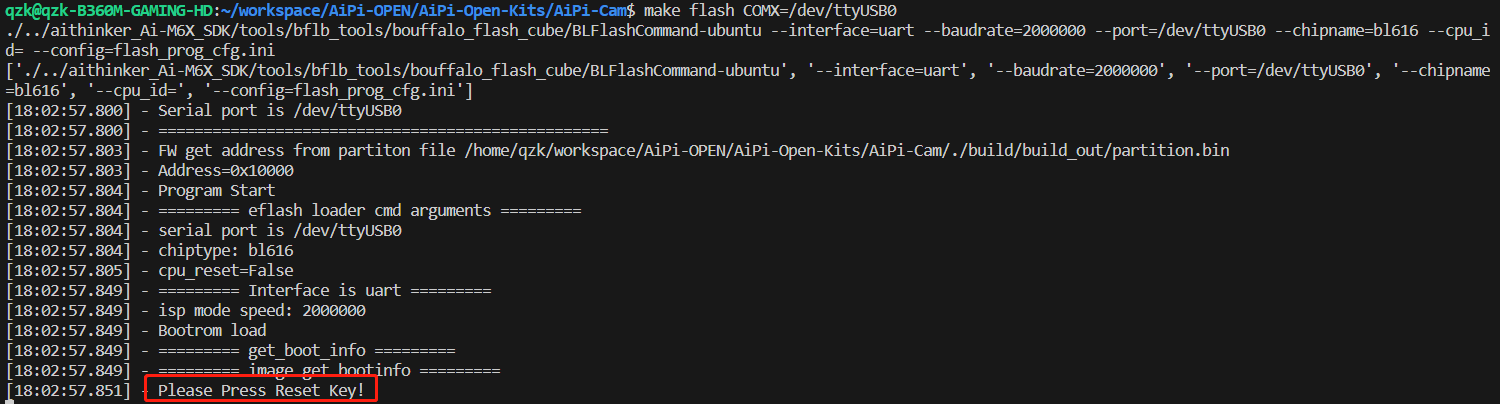 qzk@qzk-B360M-GAMING-HD:~/workspace/AiPi-OPEN/AiPi-Open-Kits/AiPi-Cam$ make flash COMX=/dev/ttyUSB0
./../aithinker_Ai-M6X_SDK/tools/bflb_tools/bouffalo_flash_cube/BLFlashCommand-ubuntu --interface=uart --baudrate=2000000 --port=/dev/ttyUSB0 --chipname=bl616 --cpu_i
d= --config=flash_prog_cfg.ini
['./../aithinker_Ai-M6X_SDK/tools/bflb_tools/bouffalo_flash_cube/BLFlashCommand-ubuntu', '--interface=uart', '--baudrate=2000000', '--port=/dev/ttyUSB0', '--chipname
=bl616', '--cpu_id=', '--config=flash_prog_cfg.ini']
[18:02:57.800] - Serial port is /dev/ttyUSB0
[18:02:57.800] - ==================================================
[18:02:57.803] - FW get address from partiton file /home/qzk/workspace/AiPi-OPEN/AiPi-Open-Kits/AiPi-Cam/./build/build_out/partition.bin
[18:02:57.803] - Address=0x10000
[18:02:57.804] - Program Start
[18:02:57.804] - ========= eflash loader cmd arguments =========
[18:02:57.804] - serial port is /dev/ttyUSB0
[18:02:57.804] - chiptype: bl616
[18:02:57.805] - cpu_reset=False
[18:02:57.849] - ========= Interface is uart =========
[18:02:57.849] - isp mode speed: 2000000
[18:02:57.849] - Bootrom load
[18:02:57.849] - ========= get_boot_info =========
[18:02:57.849] - ========= image get bootinfo =========
[18:02:57.851] - Please Press Reset Key!